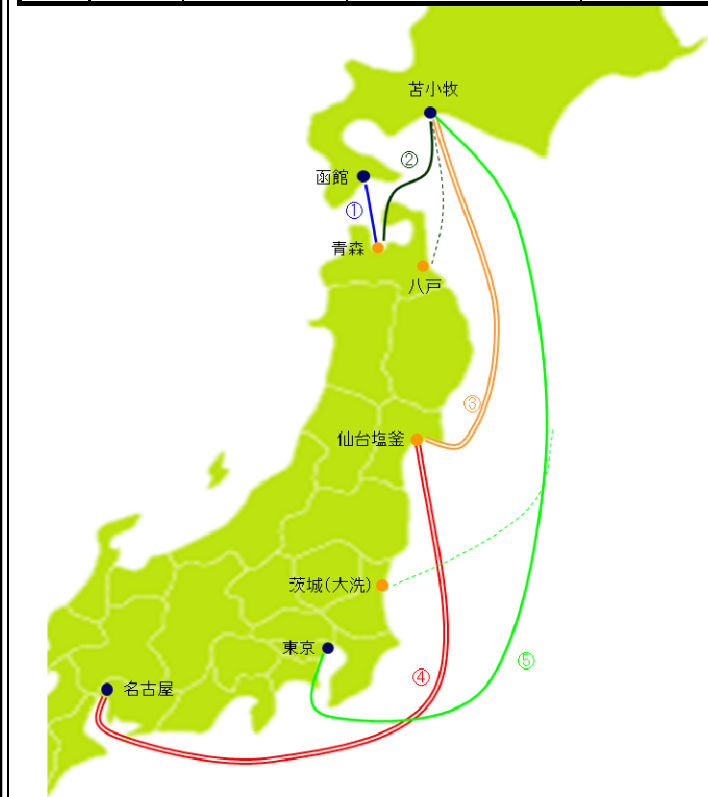 苫小牧
②
函館
①
青森
八戸
③
仙台塩釜
茨城(大洗)
東京
⑤
④
名古屋